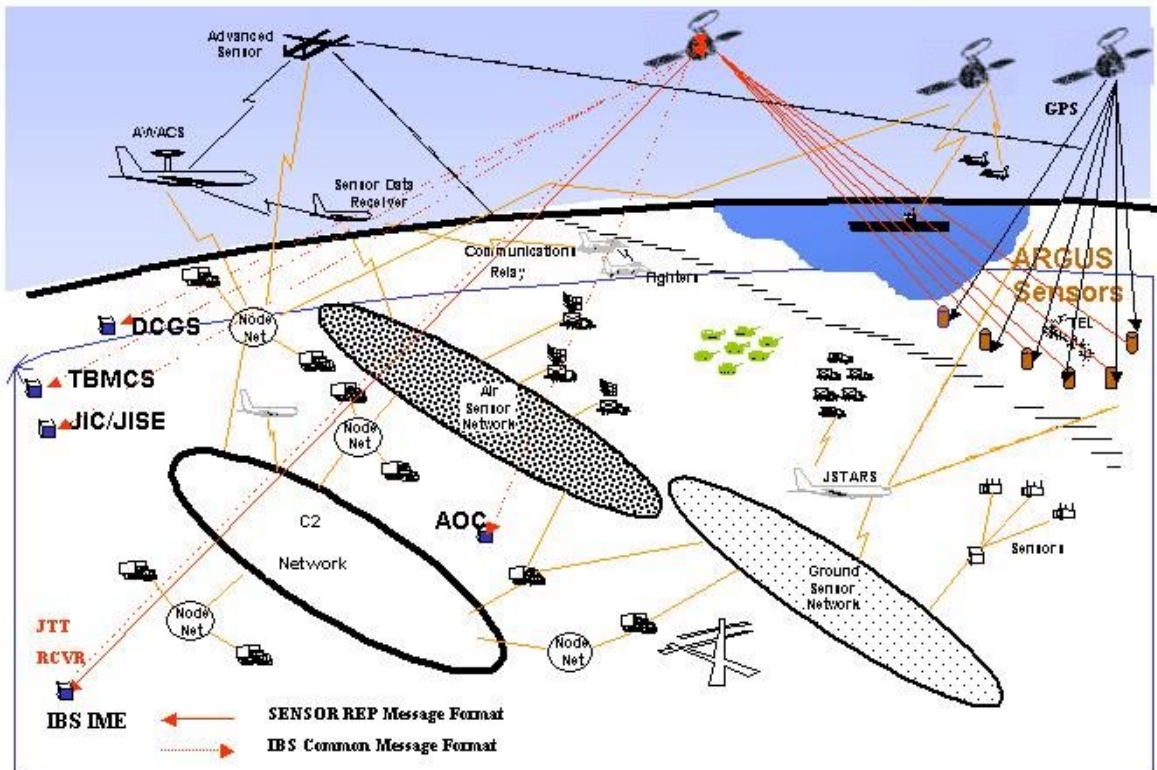 Advanced
Sensor
GPS
AWACS
Sensor Data
Receiver
Communications
Relay
Fighters
ARGUS
Sensors
TEL
DCGS
Node
Net
TBMCS
JIC/JISE
Air
Sensor
Network
Node
Net
JSTARS
AOC
C2
Network
Sensors
Ground
Sensor
Network
Node
Net
Node
Net
JTT
RCVR
IBS IME
SENSOR REP Message Format
IBS Common Message Format